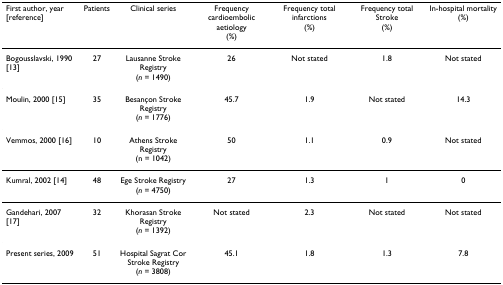 First author, year [reference] Patients Clinical series Frequency cardioembolic aetiology (%) Frequency total infarctions (%) Frequency total Stroke (%) In-hospital mortality (%)
Bogousslavski, 1990 [13] 27 Lausanne Stroke Registry (n = 1490) 26 Not stated 1.8 Not stated
Moulin, 2000 [15] 35 Besançon Stroke Registry (n = 1776) 45.7 1.9 Not stated 14.3
Vemmos, 2000 [16] 10 Athens Stroke Registry (n = 1042) 50 1.1 0.9 Not stated
Kumral, 2002 [14] 48 Ege Stroke Registry (n = 4750) 27 1.3 1 0
Gandehari, 2007 [17] 32 Khorasan Stroke Registry (n = 1392) Not stated 2.3 Not stated Not stated
Present series, 2009 51 Hospital Sagrat Cor Stroke Registry (n = 3808) 45.1 1.8 1.3 7.8